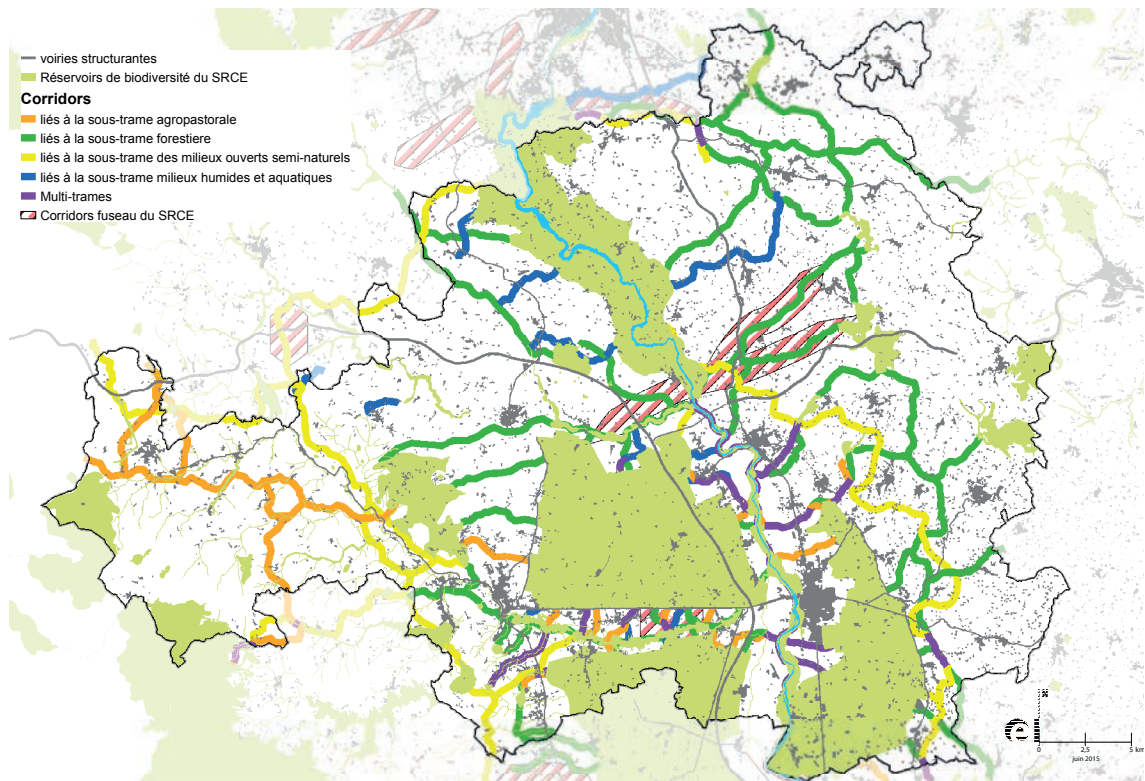 voiries structurantes
Réservoirs de biodiversité du SRCE
Corridors
liés à la sous-trame agropastorale
liés à la sous-trame forestiere
liés à la sous-trame des milieux ouverts semi-naturels
liés à la sous-trame milieux humides et aquatiques
Multi-trames
Corridors fuseau du SRCE
0 2,5 5 km
juin 2015